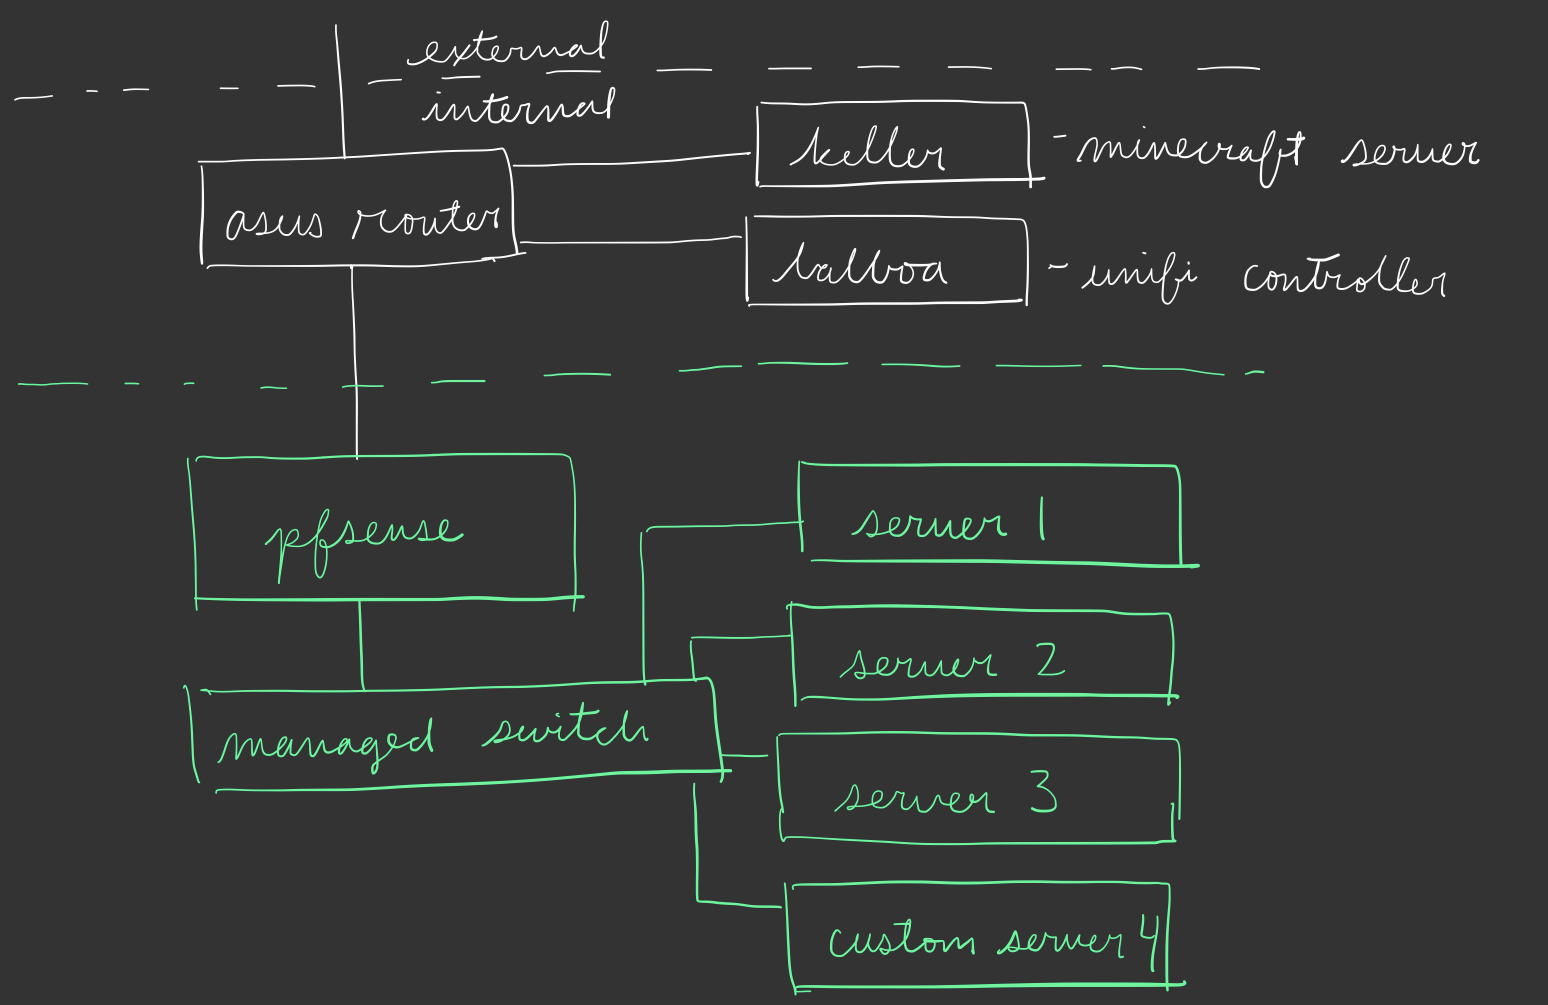 external
internal
keller
- minecraft server
asus router
balboa
- unifi controller
pfsense
server 1
server 2
managed switch
server 3
custom server 4